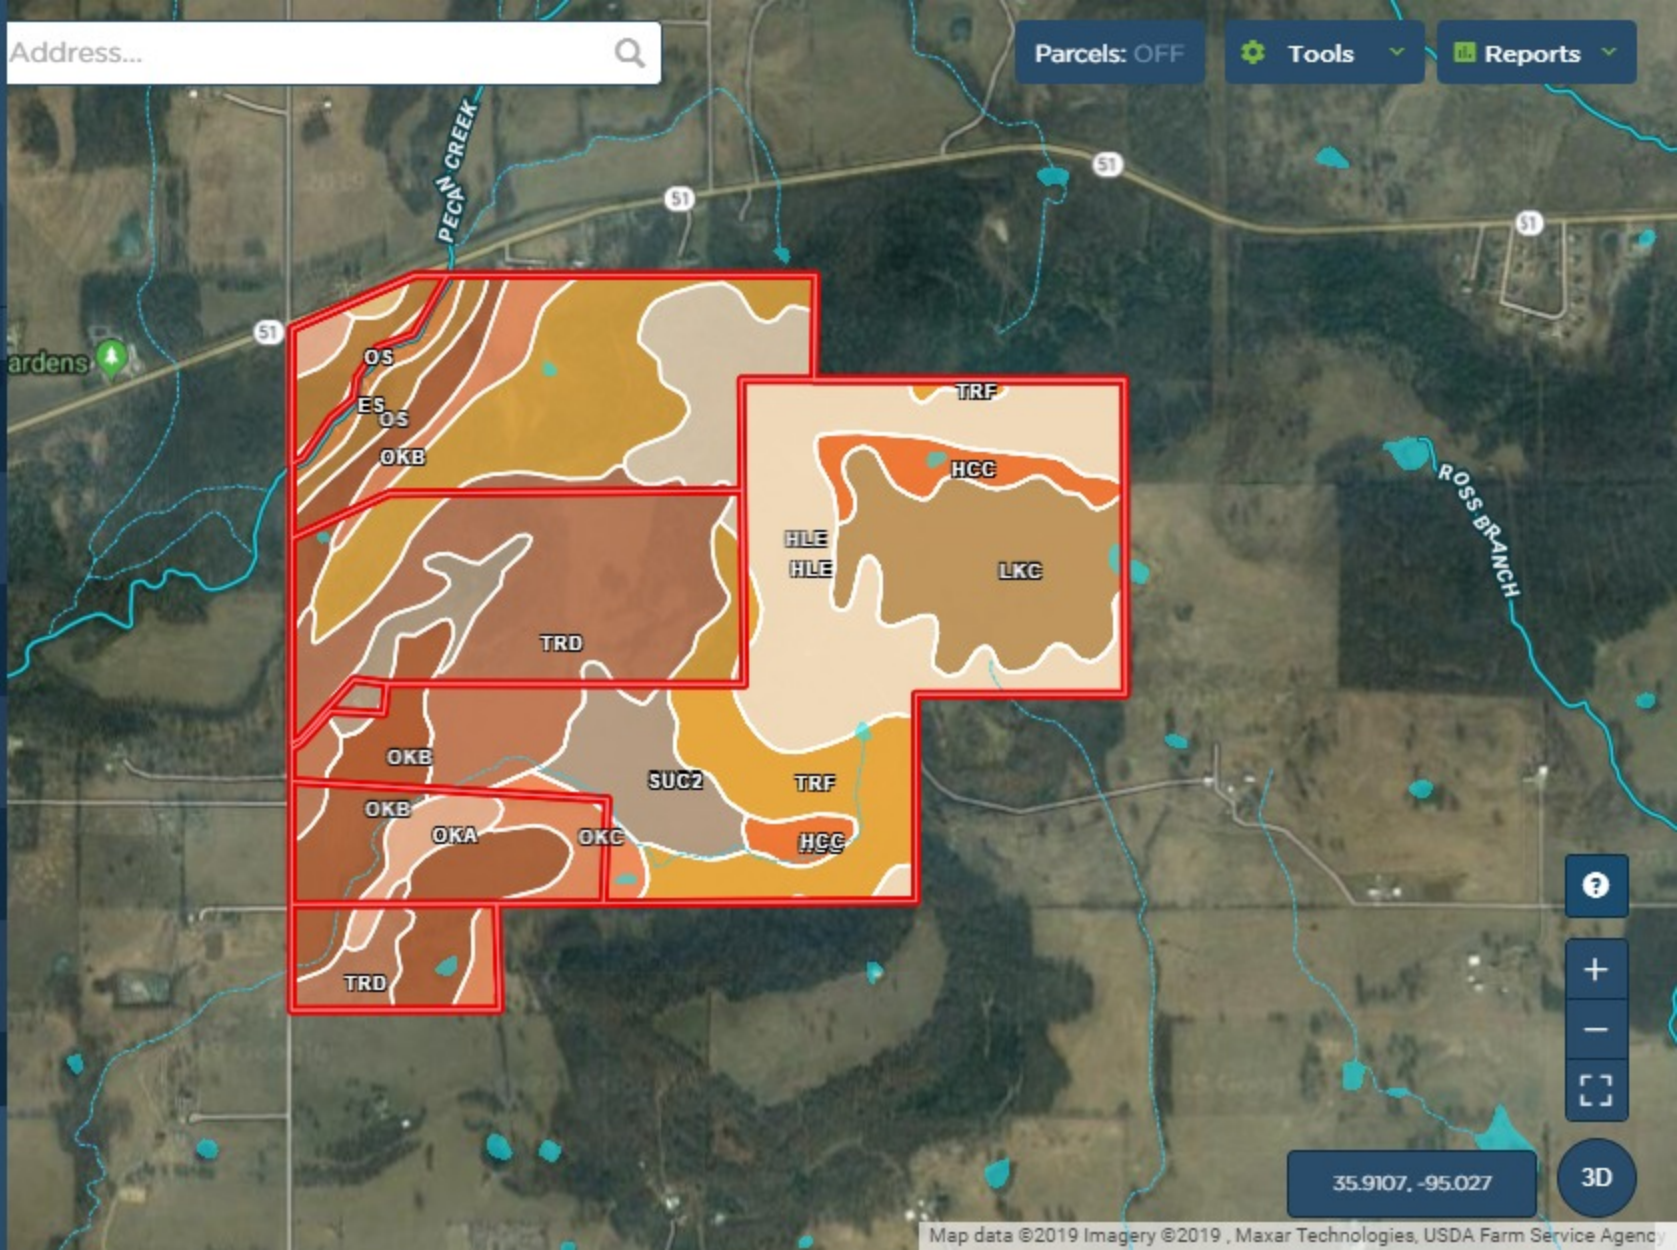 Address...
Parcels: OFF
Tools
Reports
PECAN CREEK
51
51
51
51
ardens
OS
ES
OS
OKB
TRF
HCC
HLE
HLE
LKC
ROSS BRANCH
TRD
OKB
SUC2
TRF
OKB
OKA
OKC
HCC
TRD
?
+
−
35.9107, -95.027
3D
Map data ©2019 Imagery ©2019 , Maxar Technologies, USDA Farm Service Agency